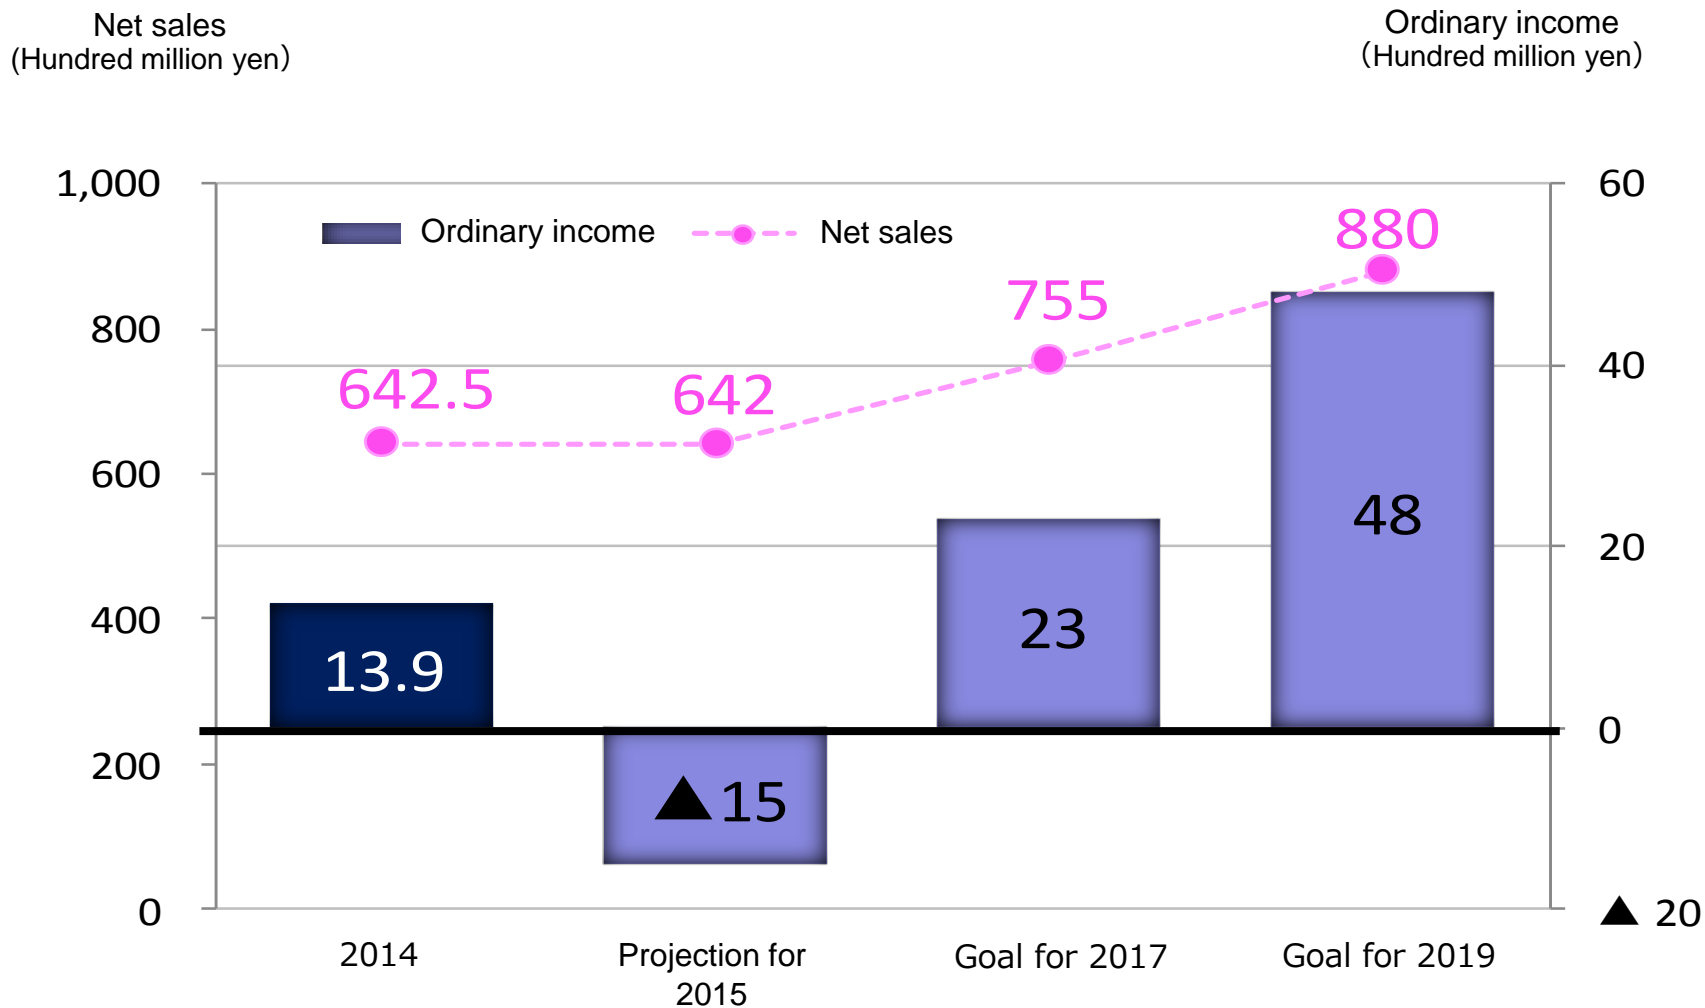 Net sales
(Hundred million yen）
Ordinary income
（Hundred million yen）
1,000
800
600
400
200
0
60
40
20
0
▲ 20
Ordinary income
Net sales
642.5
642
755
880
13.9
▲15
23
48
2014
Projection for
2015
Goal for 2017
Goal for 2019